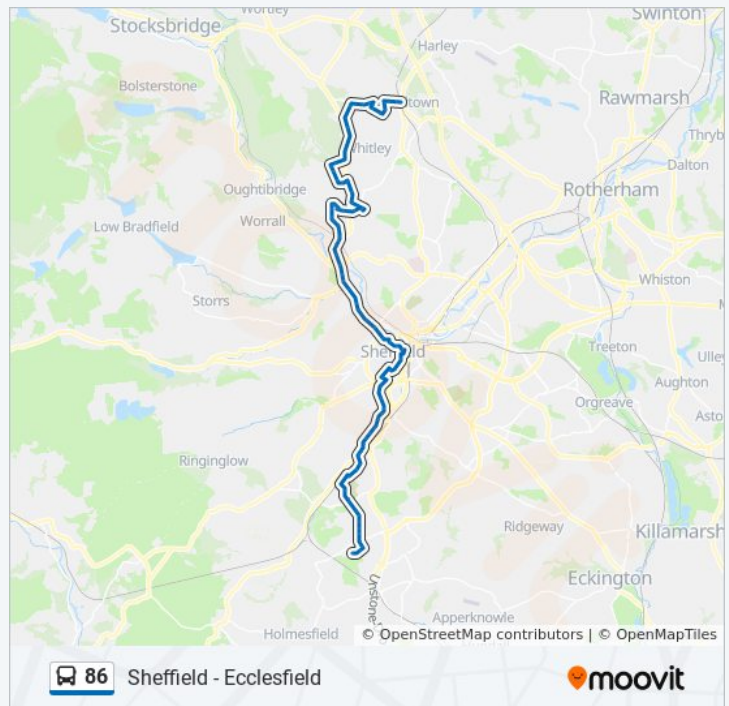 Wortley
Swinton
Stocksbridge
Harley
Bolsterstone
town
Rawmarsh
Thryb
Whitley
Dalton
Oughtibridge
Rotherham
Worrall
Low Bradfield
Whiston
Storrs
Sheffield
Treeton
Ulley
Aughton
Orgreave
Asto
Ringinglow
Ridgeway
Killamarsh
Eckington
Unstone
Apperknowle
Holmesfield
© OpenStreetMap contributors | © OpenMapTiles
86 Sheffield - Ecclesfield
moovit